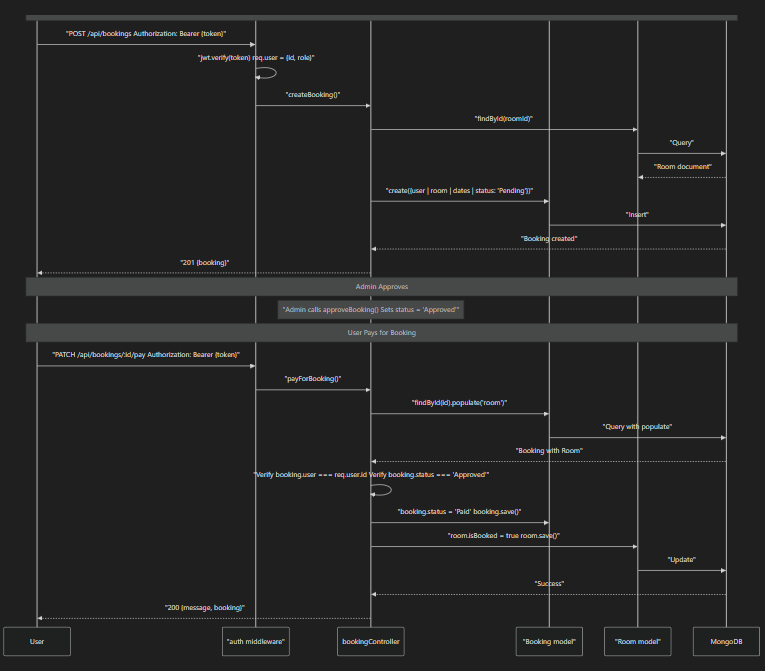 "POST /api/bookings Authorization: Bearer {token}"
"jwt.verify(token) req.user = {id, role}"
"createBooking()"
"findById(roomId)"
"Query"
"Room document"
"create({user | room | dates | status: 'Pending'})"
"Insert"
"Booking created"
"201 {booking}"
Admin Approves
"Admin calls approveBooking() Sets status = 'Approved'"
User Pays for Booking
"PATCH /api/bookings/:id/pay Authorization: Bearer {token}"
"payForBooking()"
"findById(id).populate('room')"
"Query with populate"
"Booking with Room"
"Verify booking.user === req.user.id Verify booking.status === 'Approved'"
"booking.status = 'Paid' booking.save()"
"room.isBooked = true room.save()"
"Update"
"Success"
"200 {message, booking}"
User
"auth middleware"
bookingController
"Booking model"
"Room model"
MongoDB